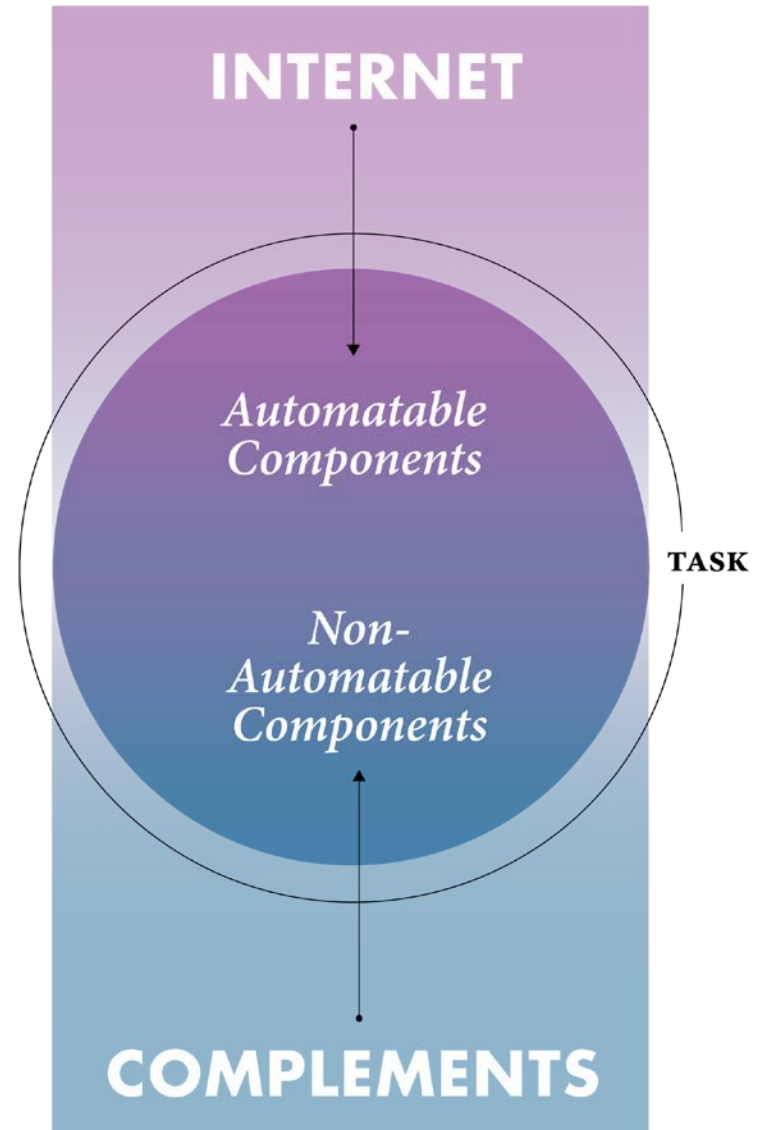 INTERNET
Automatable
Components
TASK
Non-
Automatable
Components
COMPLEMENTS